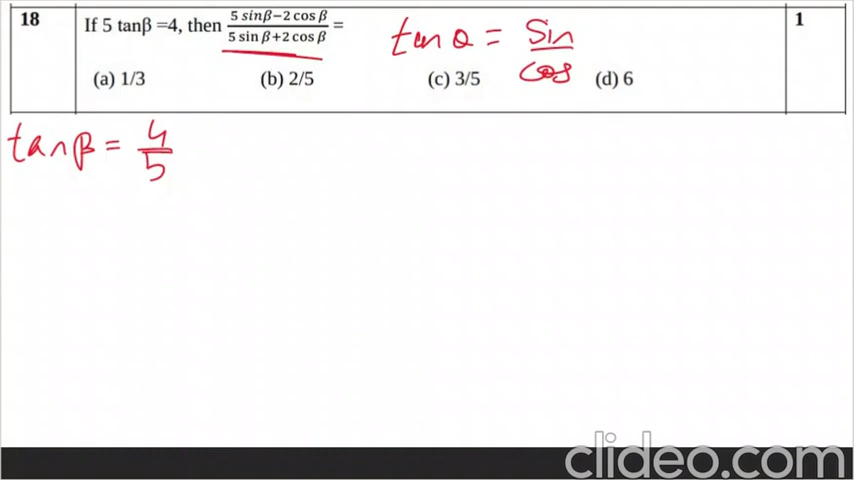 18
If 5 tanβ =4, then (5 sinβ−2 cos β)/(5 sin β+2 cos β) =
tan θ = Sin/cos
1
(a) 1/3 (b) 2/5 (c) 3/5 (d) 6
tanβ = 4/5
clideo.com